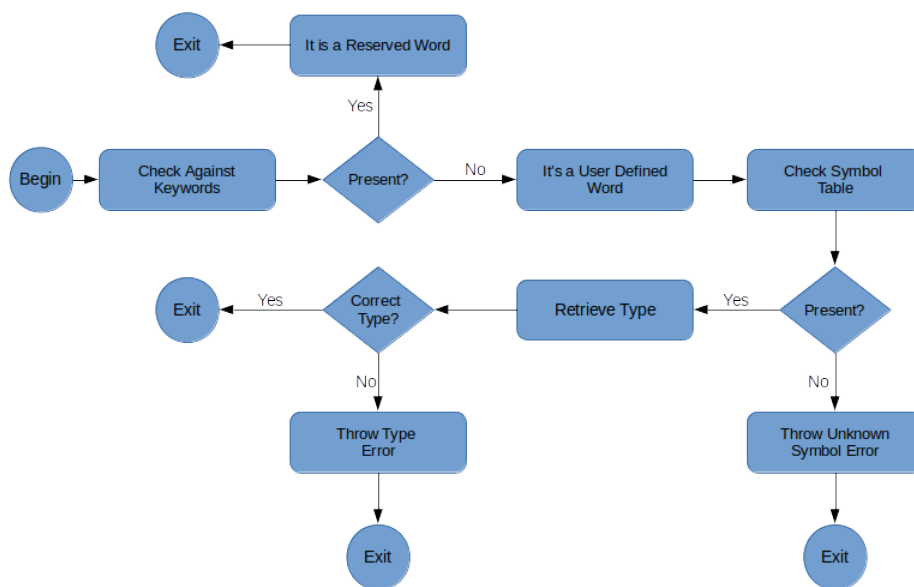 Exit
It is a Reserved Word
Yes
Begin
Check Against
Keywords
Present?
No
It's a User Defined
Word
Check Symbol
Table
Exit
Yes
Correct
Type?
Retrieve Type
Yes
Present?
No
No
Throw Type
Error
Throw Unknown
Symbol Error
Exit
Exit